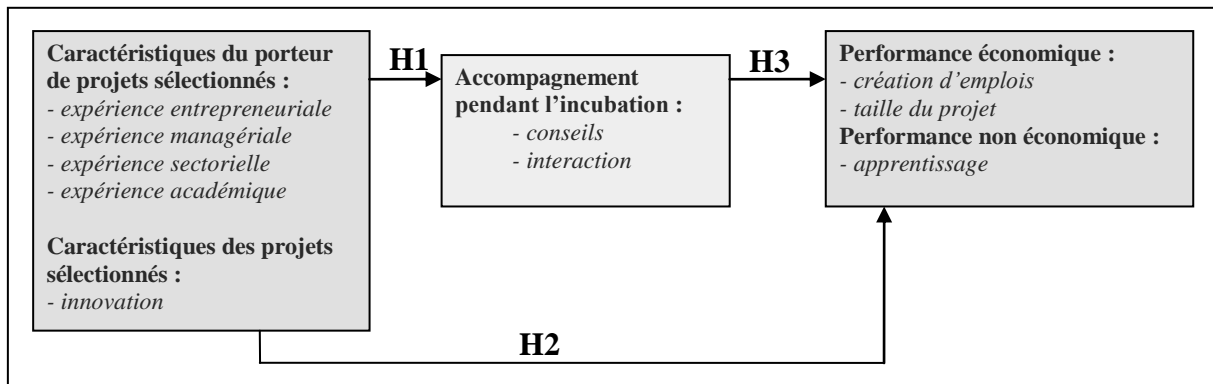 Caractéristiques du porteur
de projets sélectionnés :
- expérience entrepreneuriale
- expérience managériale
- expérience sectorielle
- expérience académique
Caractéristiques des projets
sélectionnés :
- innovation
H1
Accompagnement
pendant l’incubation :
- conseils
- interaction
H3
Performance économique :
- création d’emplois
- taille du projet
Performance non économique :
- apprentissage
H2